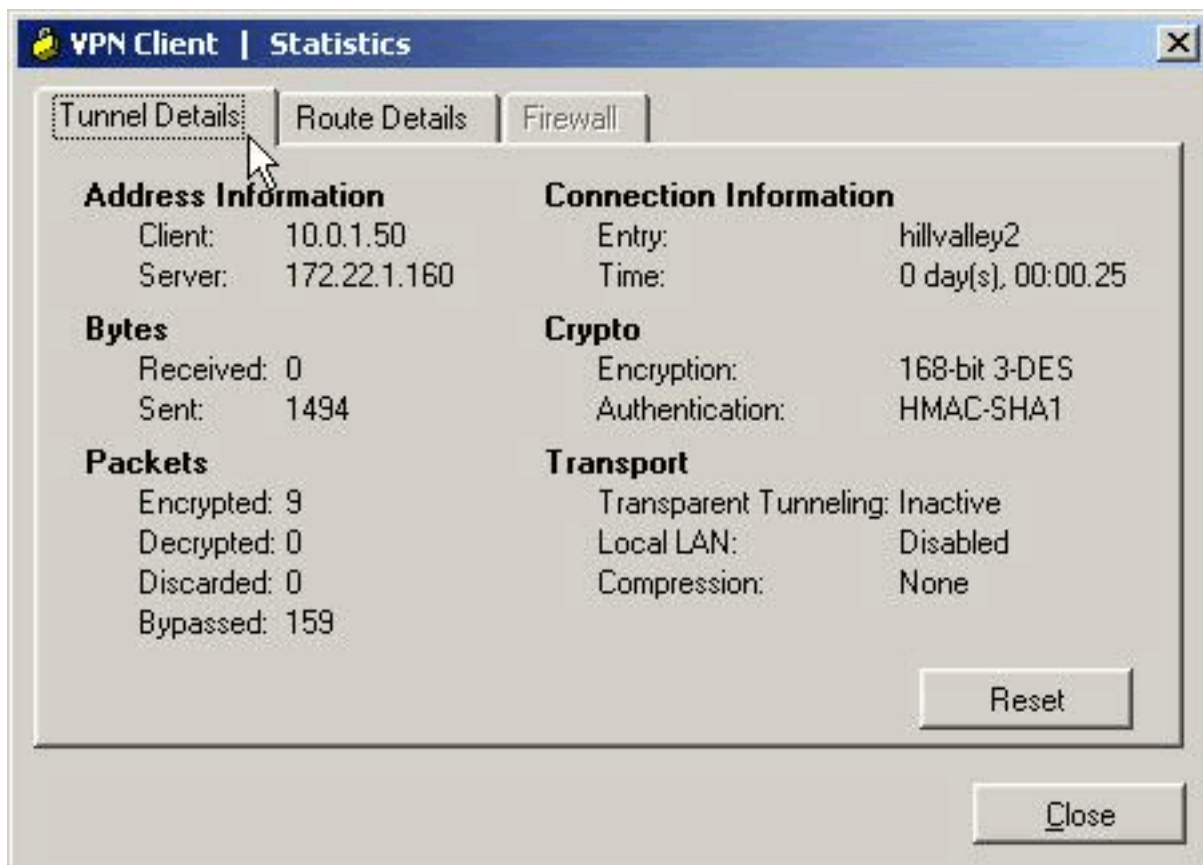 VPN Client | Statistics
Tunnel Details
Route Details
Firewall
Address Information
Client: 10.0.1.50
Server: 172.22.1.160
Bytes
Received: 0
Sent: 1494
Packets
Encrypted: 9
Decrypted: 0
Discarded: 0
Bypassed: 159
Connection Information
Entry: hillvalley2
Time: 0 day(s), 00:00.25
Crypto
Encryption: 168-bit 3-DES
Authentication: HMAC-SHA1
Transport
Transparent Tunneling: Inactive
Local LAN: Disabled
Compression: None
Reset
Close